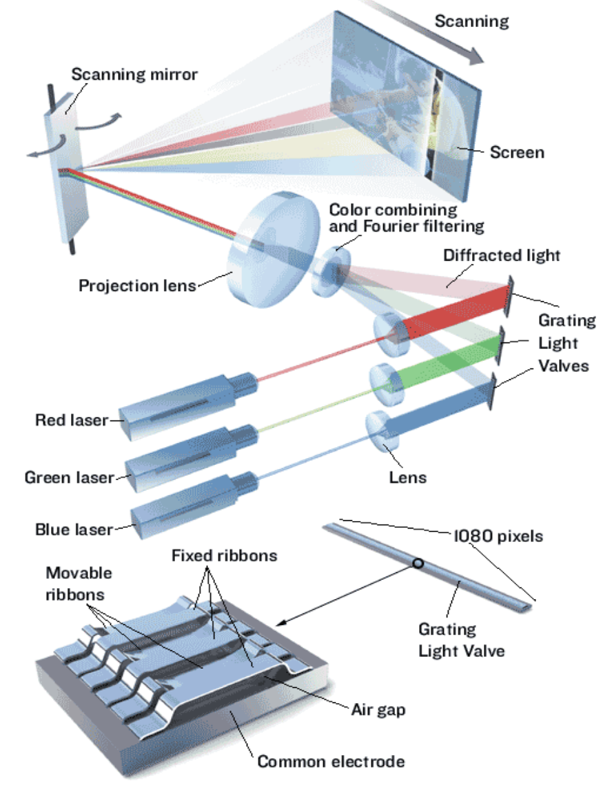 Scanning
Scanning mirror
Screen
Color combining
and Fourier filtering
Diffracted light
Projection lens
Grating
Light
Valves
Red laser
Green laser
Lens
Blue laser
1080 pixels
Fixed ribbons
Movable
ribbons
Grating
Light Valve
Air gap
Common electrode